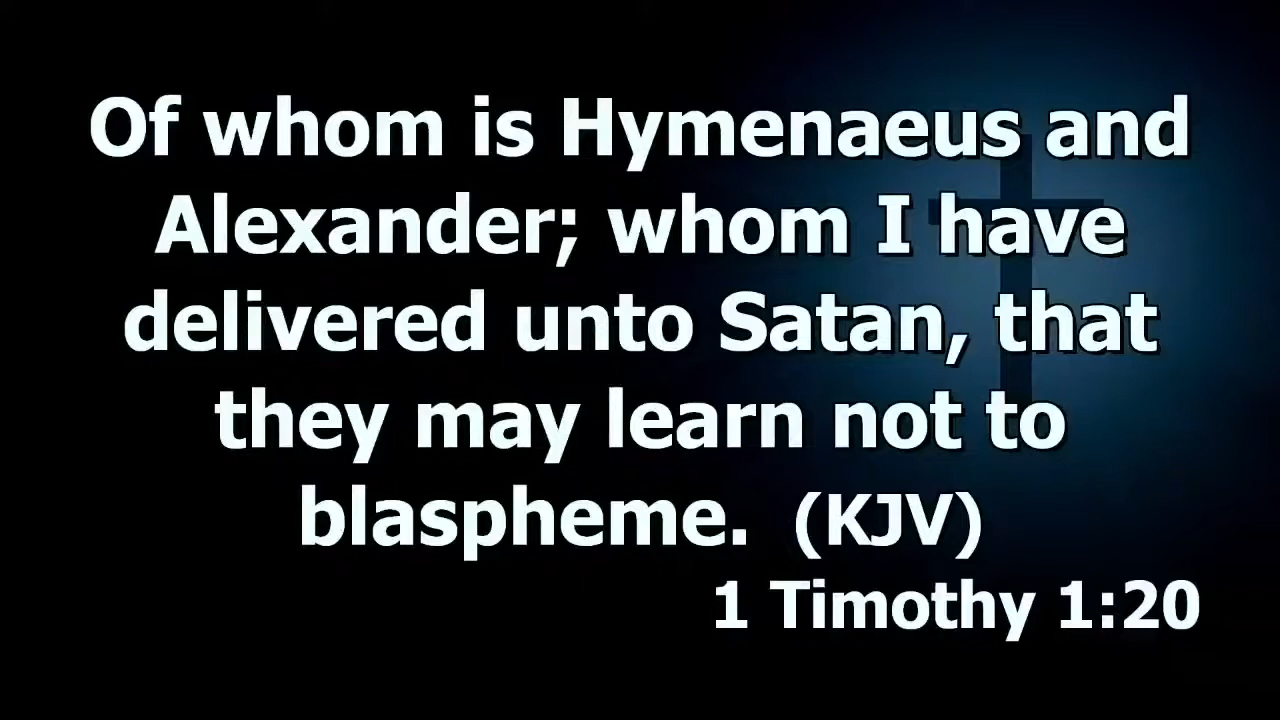 Of whom is Hymenaeus and
Alexander; whom I have
delivered unto Satan, that
they may learn not to
blaspheme. (KJV)
1 Timothy 1:20